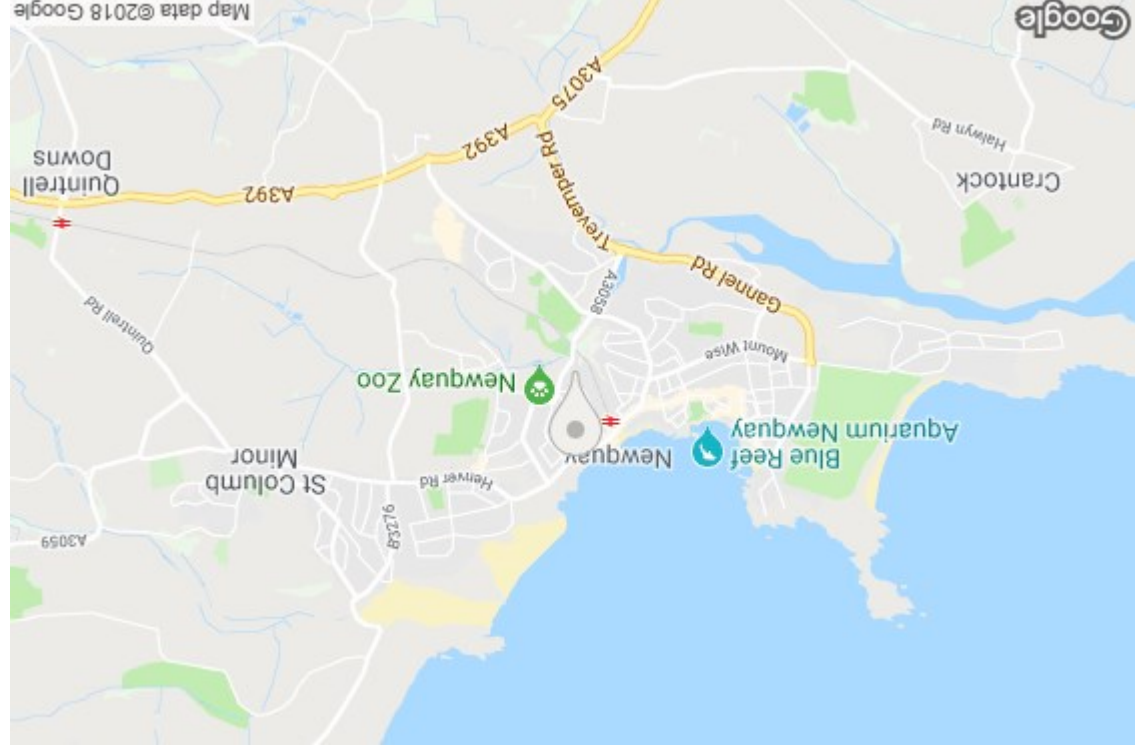 A3059
B3276
St Columb
Minor
Henver Rd
Newquay
Blue Reef
Aquarium Newquay
Newquay Zoo
Mount Wise
Quintrell Rd
A3058
Gannel Rd
Trevemper Rd
A392
Crantock
Quintrell
Downs
Halwyn Rd
A392
A3075
Google
Map data ©2018 Google